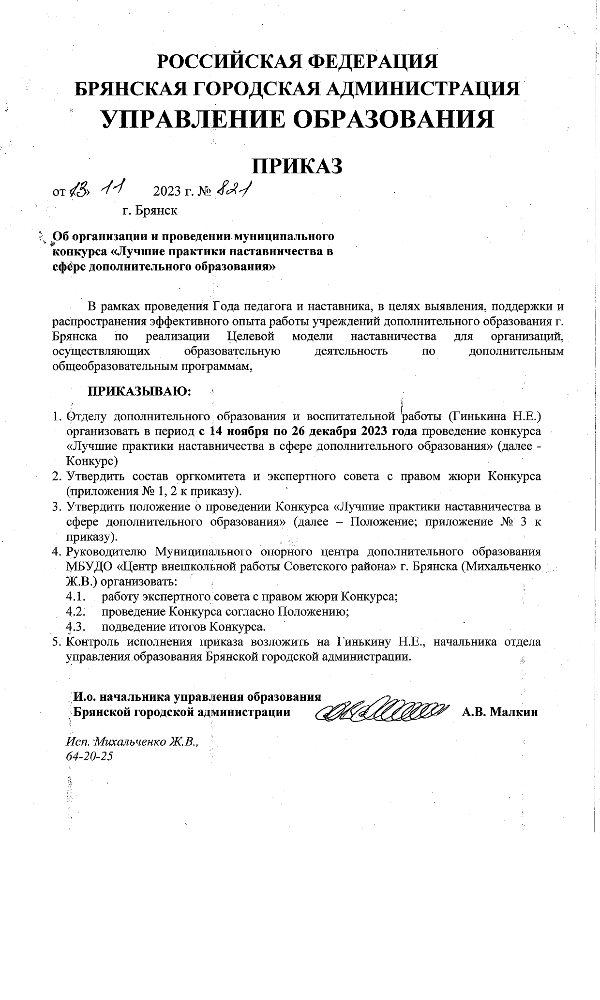 РОССИЙСКАЯ ФЕДЕРАЦИЯ
БРЯНСКАЯ ГОРОДСКАЯ АДМИНИСТРАЦИЯ
УПРАВЛЕНИЕ ОБРАЗОВАНИЯ
ПРИКАЗ
от «13» 11 2023 г. № 821
г. Брянск
Об организации и проведении муниципального
конкурса «Лучшие практики наставничества в
сфере дополнительного образования»
В рамках проведения Года педагога и наставника, в целях выявления, поддержки и
распространения эффективного опыта работы учреждений дополнительного образования г.
Брянска по реализации Целевой модели наставничества для организаций,
осуществляющих образовательную деятельность по дополнительным
общеобразовательным программам,
ПРИКАЗЫВАЮ:
1. Отделу дополнительного образования и воспитательной работы (Гинькина Н.Е.)
организовать в период с 14 ноября по 26 декабря 2023 года проведение конкурса
«Лучшие практики наставничества в сфере дополнительного образования» (далее -
Конкурс)
2. Утвердить состав оргкомитета и экспертного совета с правом жюри Конкурса
(приложения № 1, 2 к приказу).
3. Утвердить положение о проведении Конкурса «Лучшие практики наставничества в
сфере дополнительного образования» (далее – Положение; приложение № 3 к
приказу).
4. Руководителю Муниципального опорного центра дополнительного образования
МБУДО «Центр внешкольной работы Советского района» г. Брянска (Михальченко
Ж.В.) организовать:
4.1. работу экспертного совета с правом жюри Конкурса;
4.2. проведение Конкурса согласно Положению;
4.3. подведение итогов Конкурса.
5. Контроль исполнения приказа возложить на Гинькину Н.Е., начальника отдела
управления образования Брянской городской администрации.
И.о. начальника управления образования
Брянской городской администрации А.В. Малкин
Исп. Михальченко Ж.В.,
64-20-25